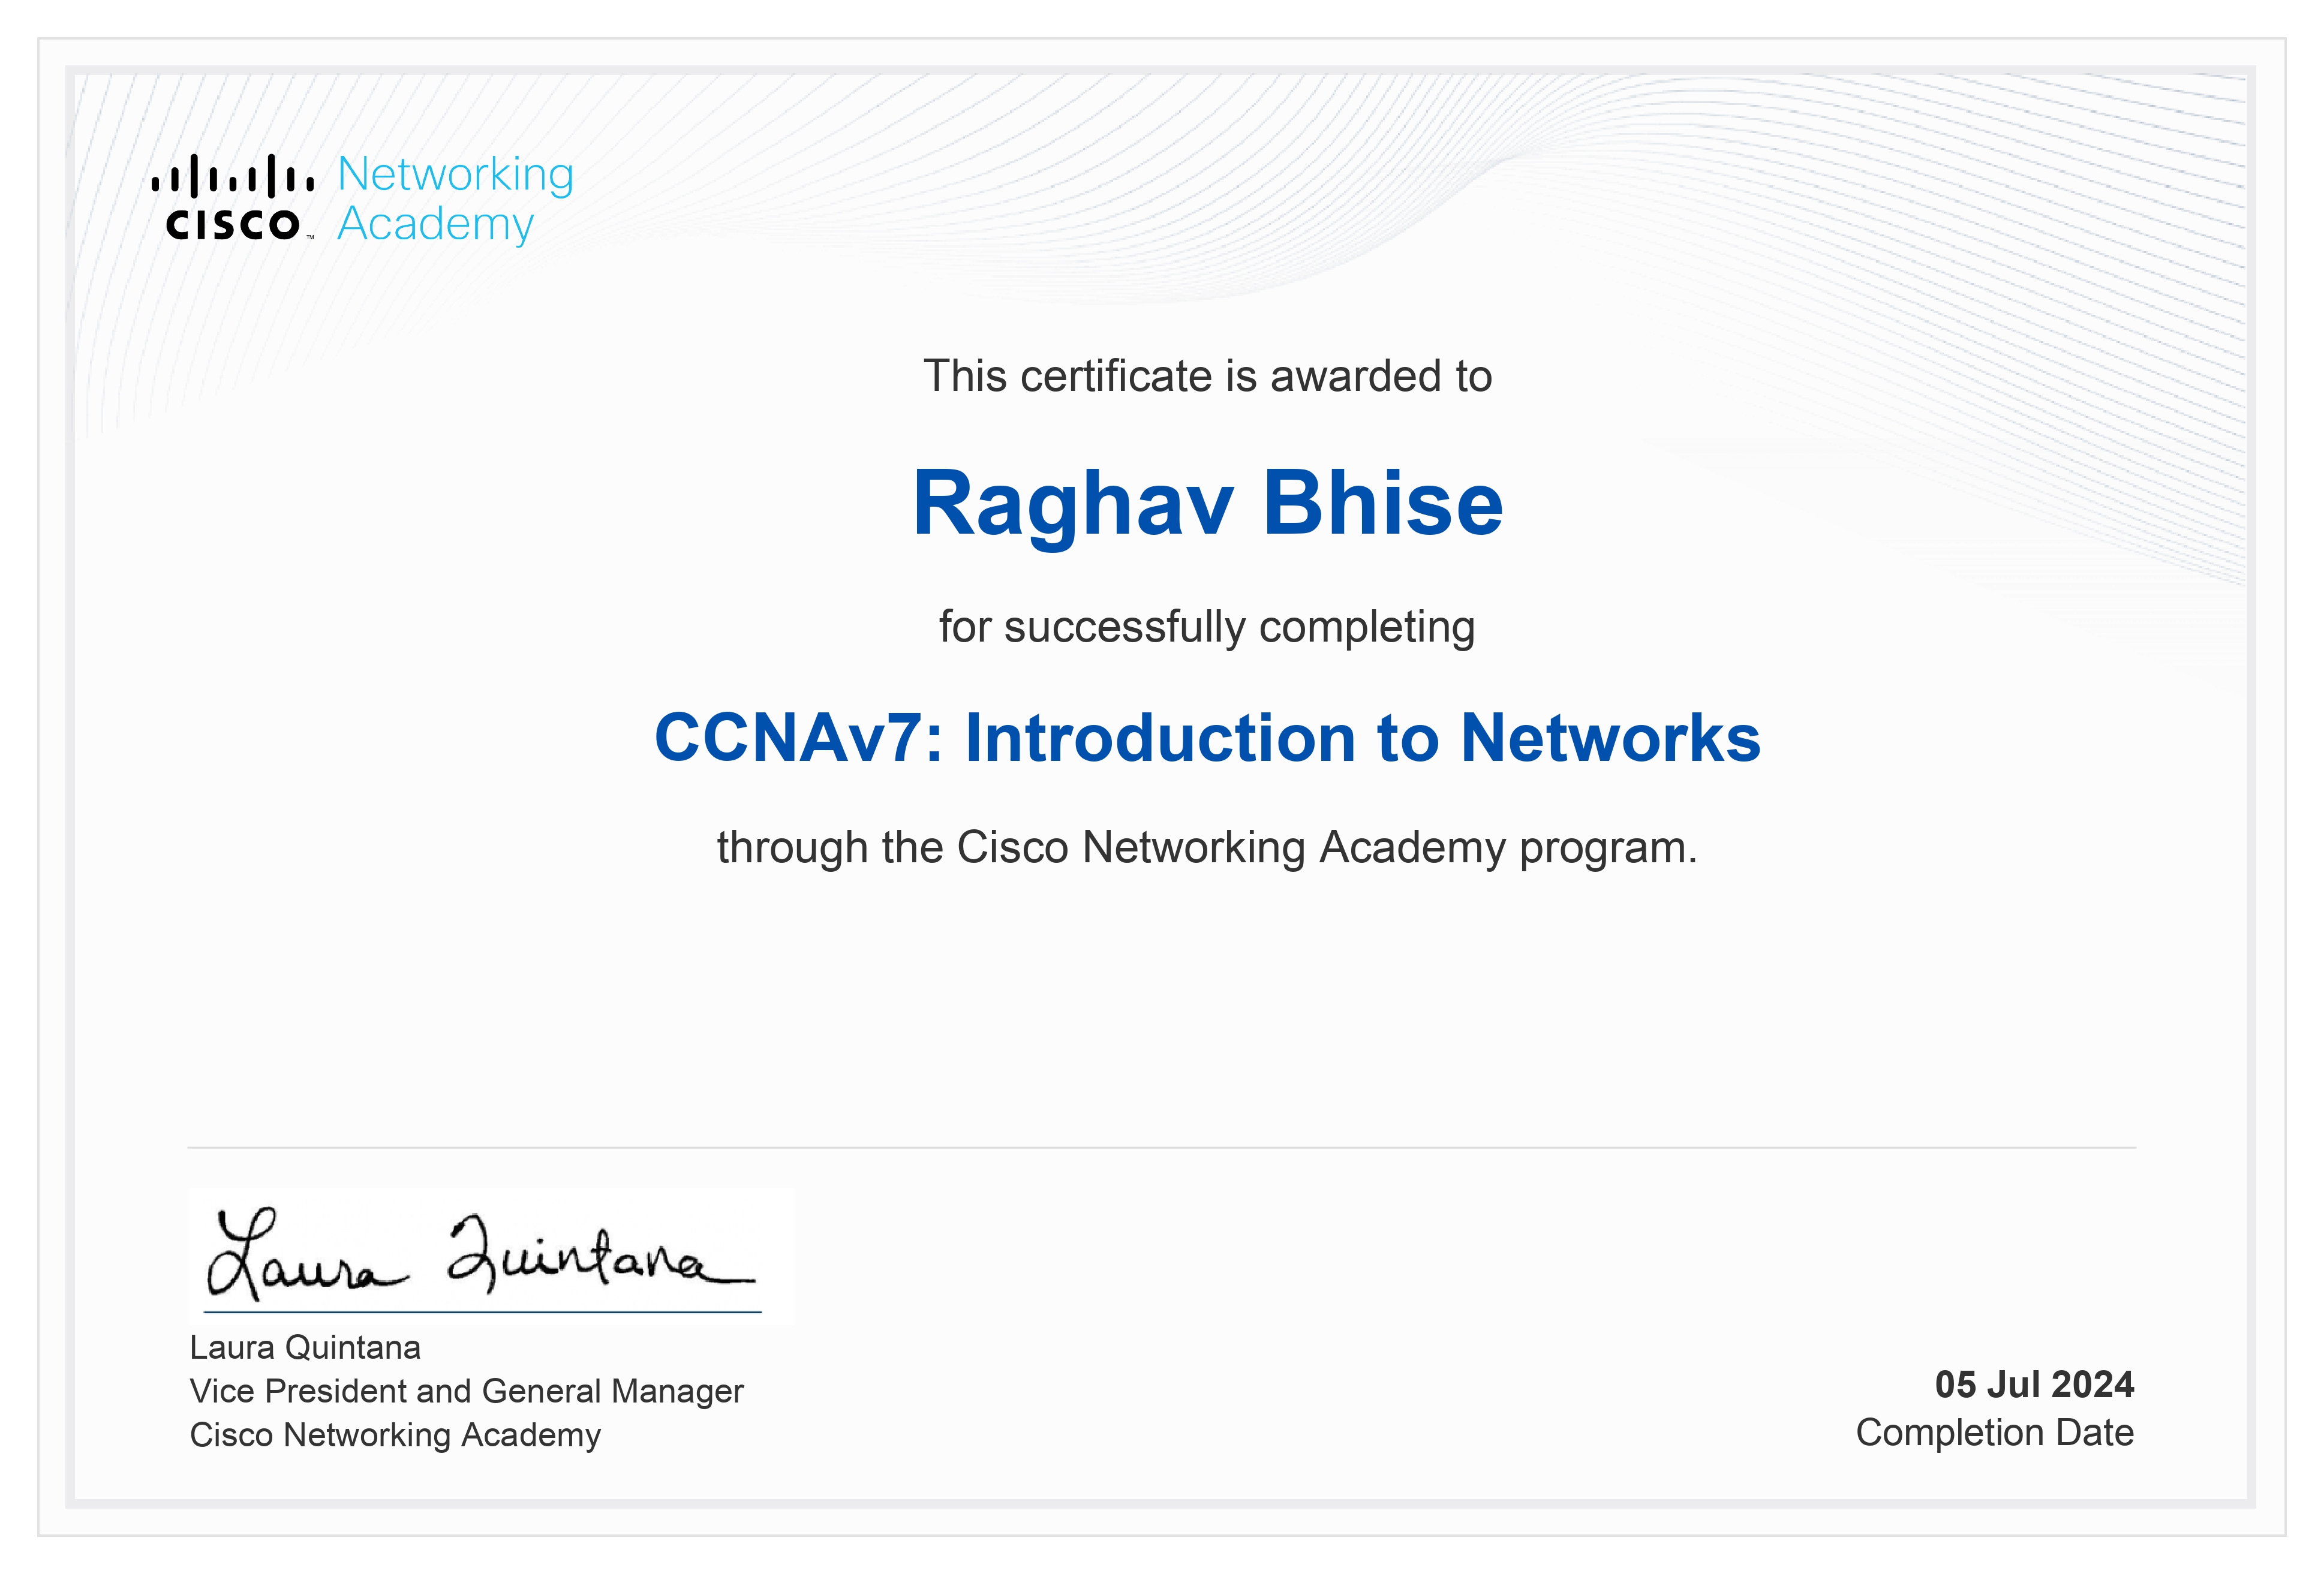 CISCO™ Networking Academy
This certificate is awarded to
Raghav Bhise
for successfully completing
CCNAv7: Introduction to Networks
through the Cisco Networking Academy program.
Laura Quintana
Laura Quintana
Vice President and General Manager
Cisco Networking Academy
05 Jul 2024
Completion Date